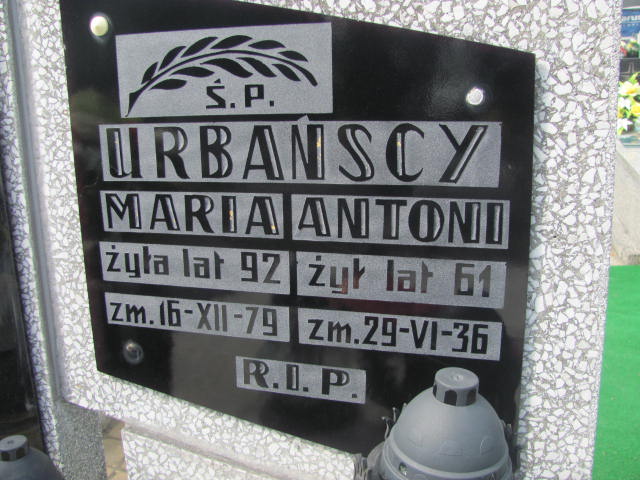 Ś.P.
URBAŃSCY
MARIA ANTONI
żyła lat 92 żył lat 61
zm.16-XII-79 zm.29-VI-36
R.I.P.